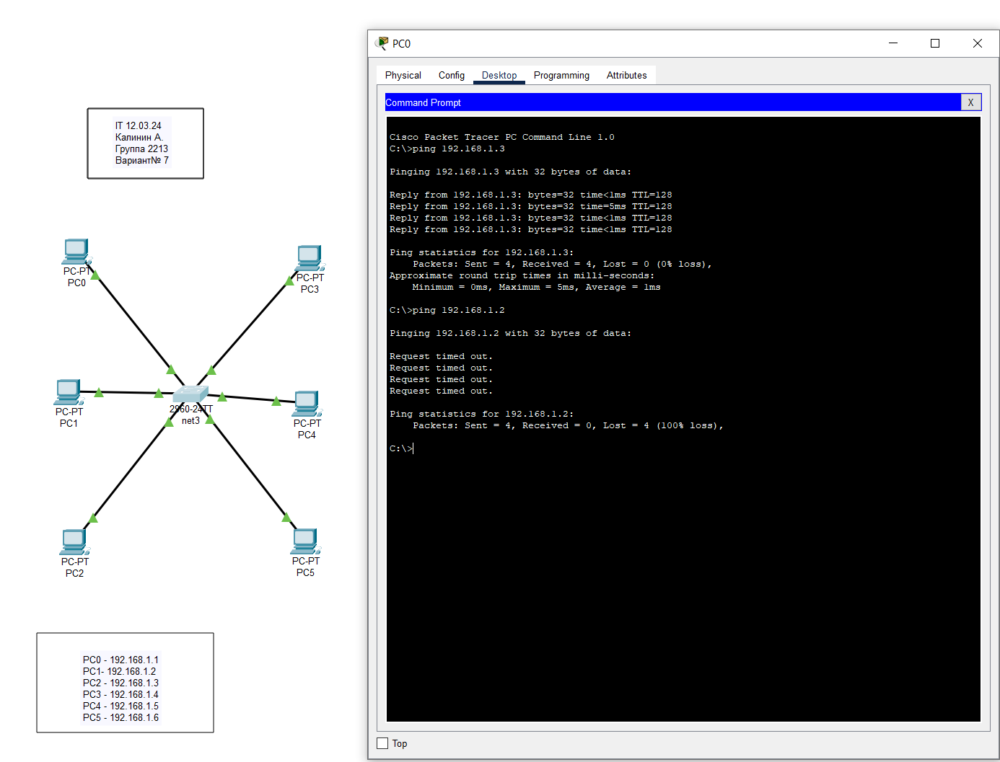 IT 12.03.24
Калинин А.
Группа 2213
Вариант№ 7
PC-PT
PC0
PC-PT
PC3
PC-PT
PC1
2960-24TT
net3
PC-PT
PC4
PC-PT
PC2
PC-PT
PC5
PC0 - 192.168.1.1
PC1- 192.168.1.2
PC2 - 192.168.1.3
PC3 - 192.168.1.4
PC4 - 192.168.1.5
PC5 - 192.168.1.6
PC0
Physical Config Desktop Programming Attributes
Command Prompt X
Cisco Packet Tracer PC Command Line 1.0
C:\>ping 192.168.1.3
Pinging 192.168.1.3 with 32 bytes of data:
Reply from 192.168.1.3: bytes=32 time<1ms TTL=128
Reply from 192.168.1.3: bytes=32 time=5ms TTL=128
Reply from 192.168.1.3: bytes=32 time<1ms TTL=128
Reply from 192.168.1.3: bytes=32 time<1ms TTL=128
Ping statistics for 192.168.1.3:
Packets: Sent = 4, Received = 4, Lost = 0 (0% loss),
Approximate round trip times in milli-seconds:
Minimum = 0ms, Maximum = 5ms, Average = 1ms
C:\>ping 192.168.1.2
Pinging 192.168.1.2 with 32 bytes of data:
Request timed out.
Request timed out.
Request timed out.
Request timed out.
Ping statistics for 192.168.1.2:
Packets: Sent = 4, Received = 0, Lost = 4 (100% loss),
C:\>
Top